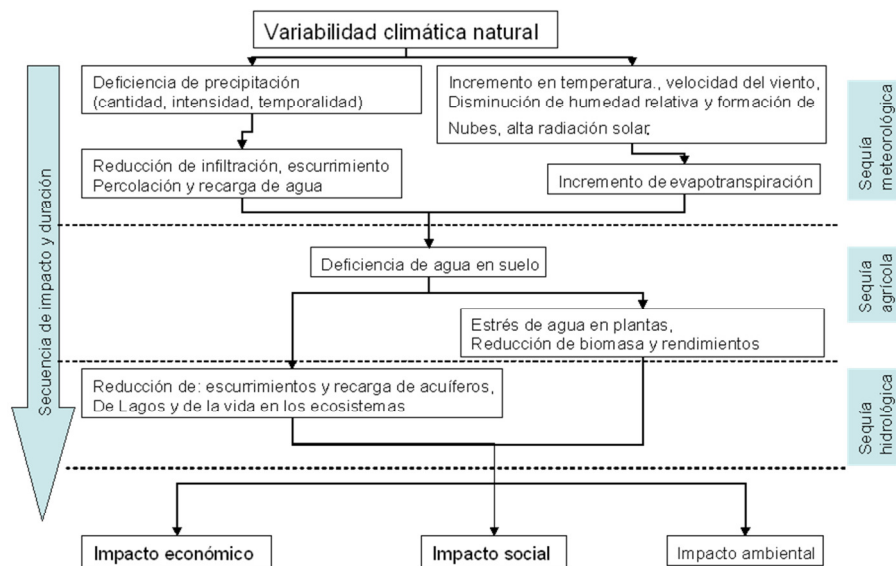 Variabilidad climática natural
Deficiencia de precipitación
(cantidad, intensidad, temporalidad)
Incremento en temperatura., velocidad del viento,
Disminución de humedad relativa y formación de
Nubes, alta radiación solar.
Reducción de infiltración, escurrimiento
Percolación y recarga de agua
Incremento de evapotranspiración
Sequía
meteorológica
Deficiencia de agua en suelo
Estrés de agua en plantas,
Reducción de biomasa y rendimientos
Sequía
agrícola
Reducción de: escurrimientos y recarga de acuíferos,
De Lagos y de la vida en los ecosistemas
Sequía
hidrológica
Secuencia de impacto y duración
Impacto económico
Impacto social
Impacto ambiental